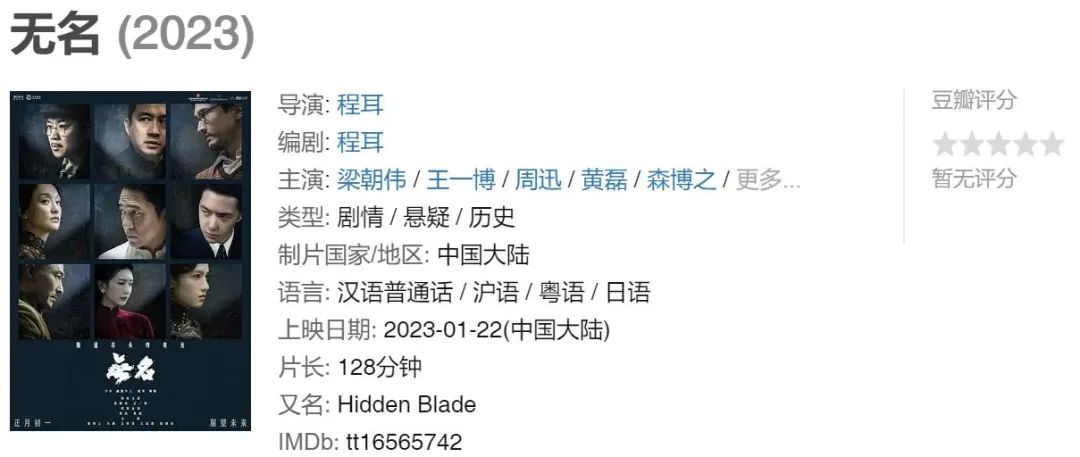 无名 (2023)
导演: 程耳
编剧: 程耳
主演: 梁朝伟 / 王一博 / 周迅 / 黄磊 / 森博之 / 更多...
类型: 剧情 / 悬疑 / 历史
制片国家/地区: 中国大陆
语言: 汉语普通话 / 沪语 / 粤语 / 日语
上映日期: 2023-01-22(中国大陆)
片长: 128分钟
又名: Hidden Blade
IMDb: tt16565742
豆瓣评分
暂无评分
無名
正月初一
展望未来